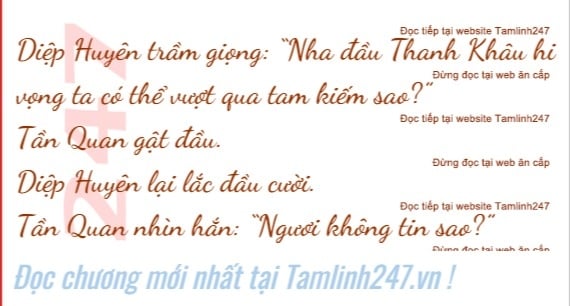 Đọc tiếp tại website Tamlinh247
Diệp Huyên trầm giọng: “Nha đầu Thanh Khâu hi
Đừng đọc tại web ăn cắp
vọng ta có thể vượt qua tam kiếm sao?”
Đọc tiếp tại website Tamlinh247
Tần Quan gật đầu.
Đừng đọc tại web ăn cắp
Diệp Huyên lại lắc đầu cười.
Đọc tiếp tại website Tamlinh247
Tần Quan nhìn hắn: “Ngươi không tin sao?”
Đừng đọc tại web ăn cắp
247
Đọc chương mới nhất tại Tamlinh247.vn !